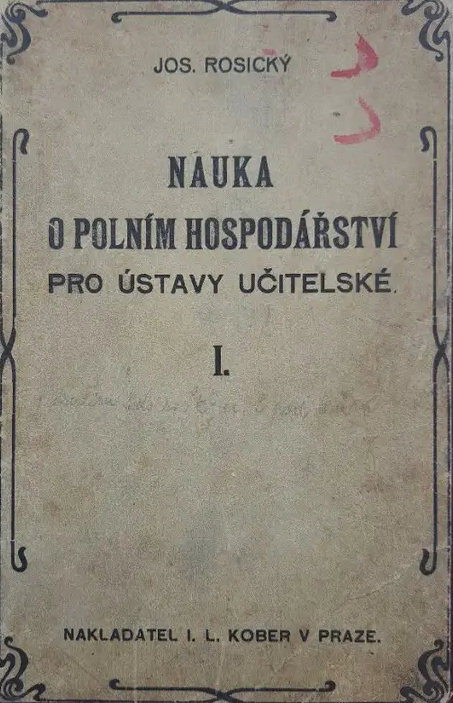 JOS. ROSICKÝ
NAUKA
O POLNÍM HOSPODÁŘSTVÍ
PRO ÚSTAVY UČITELSKÉ.
I.
NAKLADATEL I. L. KOBER V PRAZE.